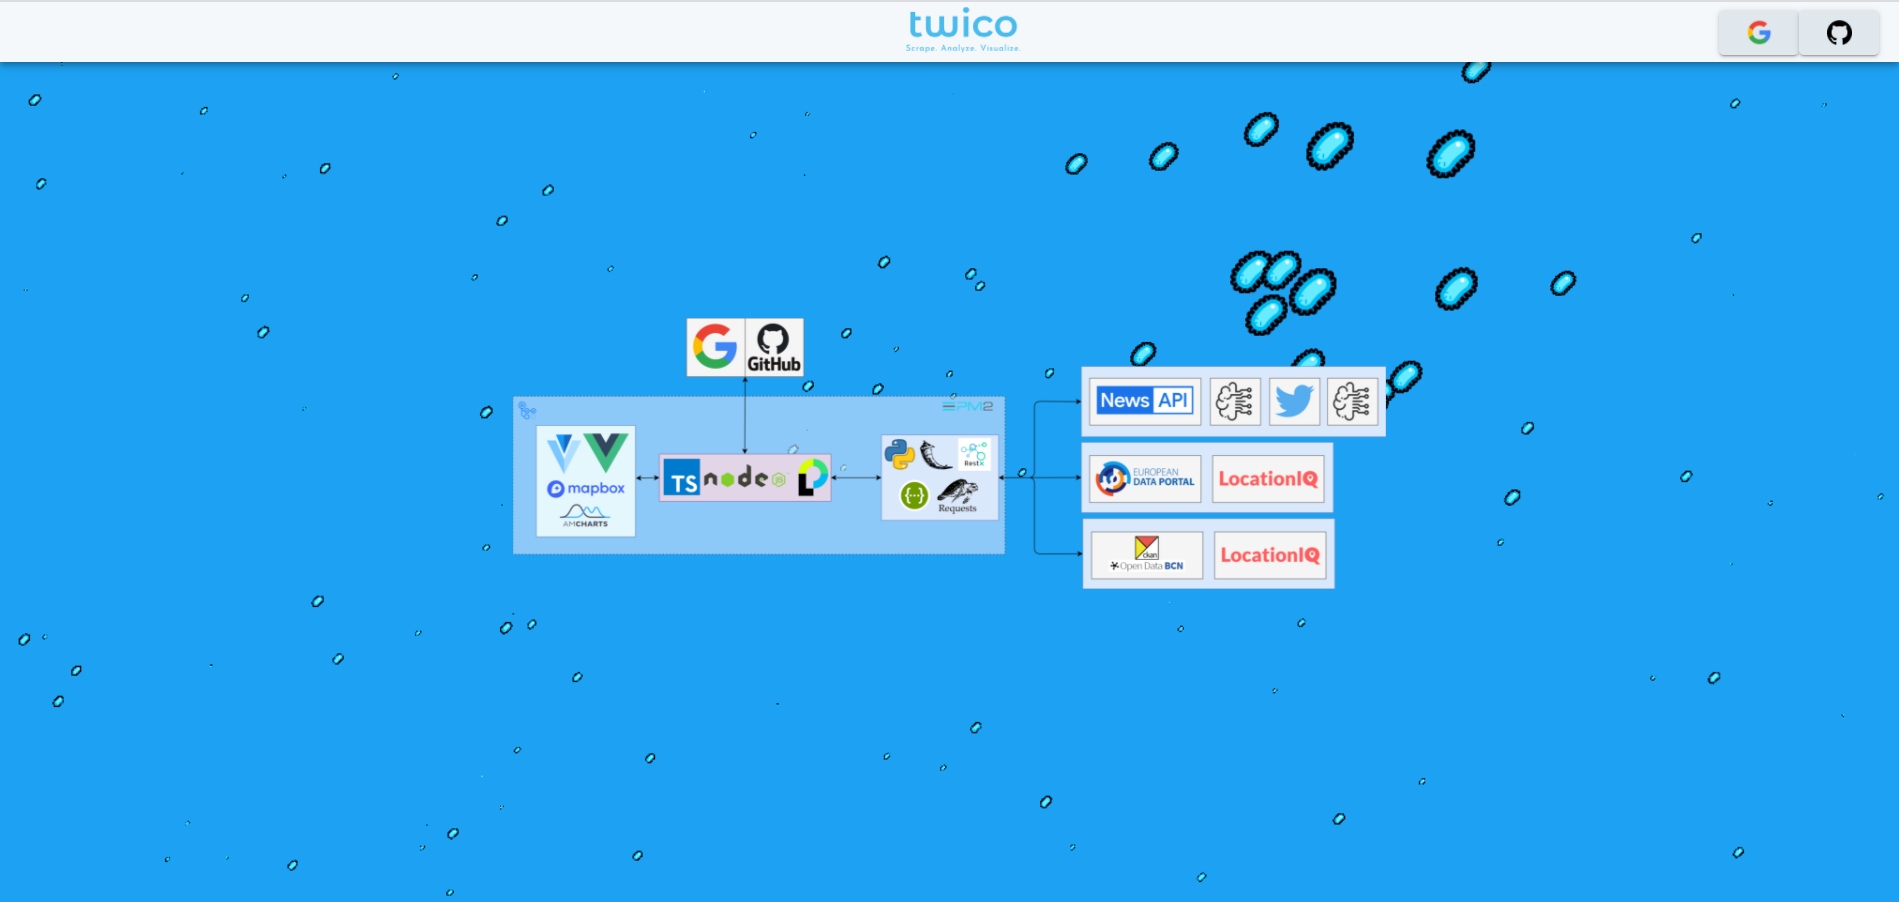 twico
Scrape. Analyze. Visualize.
GitHub
PM2
mapbox
AMCHARTS
TS
node
JS
RestX
{···}
Requests
News API
EUROPEAN
DATA PORTAL
LocationIQ
ckan
Open Data BCN
LocationIQ